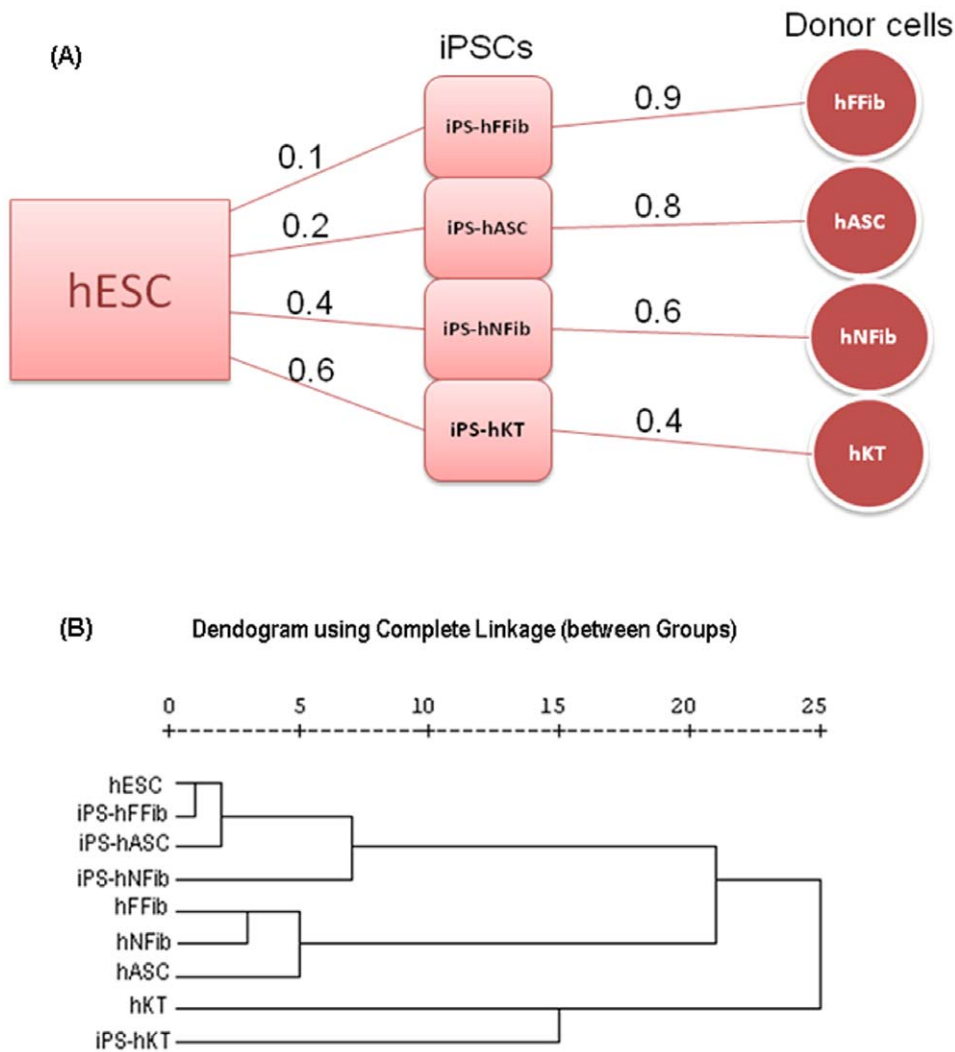 (A)
iPSCs
Donor cells
hESC
0.1
iPS-hFFib
0.9
hFFib
0.2
iPS-hASC
0.8
hASC
0.4
iPS-hNFib
0.6
hNFib
0.6
iPS-hKT
0.4
hKT
(B) Dendogram using Complete Linkage (between Groups)
0 5 10 15 20 25
hESC
iPS-hFFib
iPS-hASC
iPS-hNFib
hFFib
hNFib
hASC
hKT
iPS-hKT